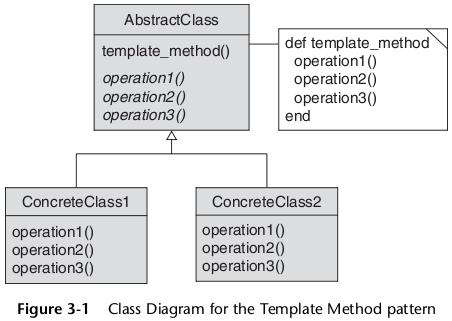 AbstractClass
template_method()
operation1()
operation2()
operation3()
def template_method
operation1()
operation2()
operation3()
end
ConcreteClass1
operation1()
operation2()
operation3()
ConcreteClass2
operation1()
operation2()
operation3()
Figure 3-1 Class Diagram for the Template Method pattern